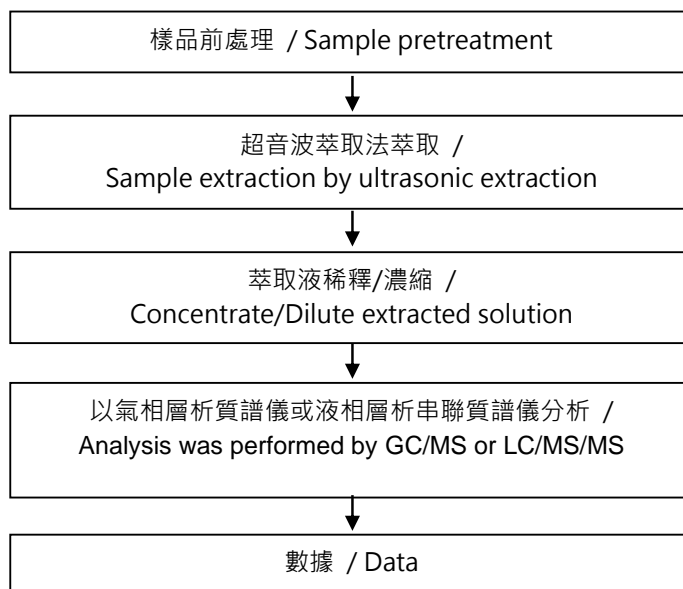 樣品前處理 / Sample pretreatment
超音波萃取法萃取 /
Sample extraction by ultrasonic extraction
萃取液稀釋/濃縮 /
Concentrate/Dilute extracted solution
以氣相層析質譜儀或液相層析串聯質譜儀分析 /
Analysis was performed by GC/MS or LC/MS/MS
數據 / Data